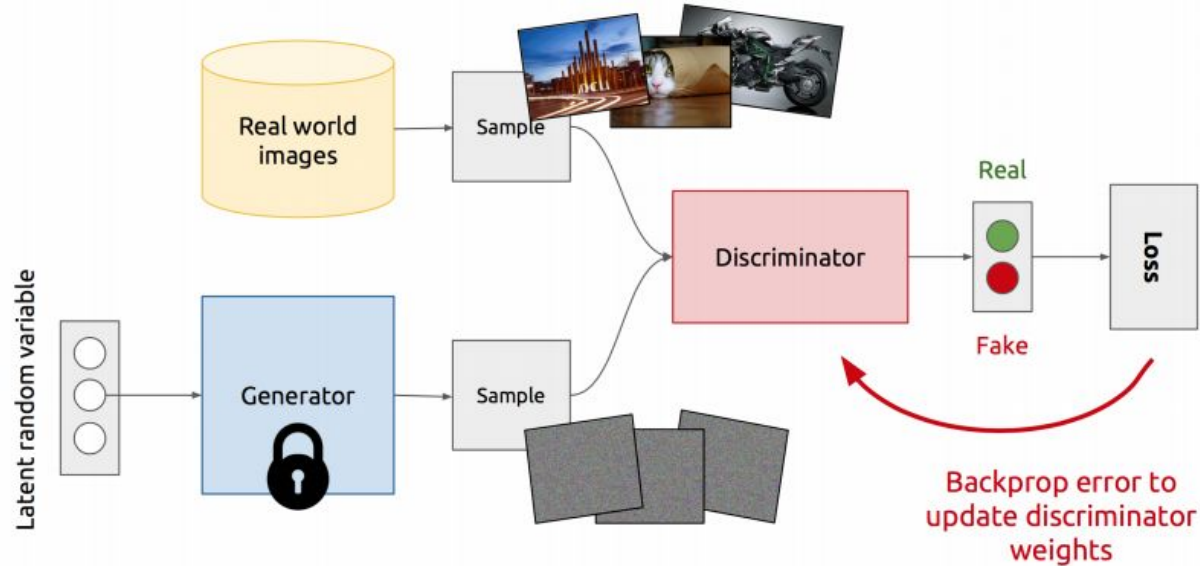 Real world
images
Sample
DCU
Real
Discriminator
Loss
Fake
Latent random variable
Generator
Sample
Backprop error to
update discriminator
weights